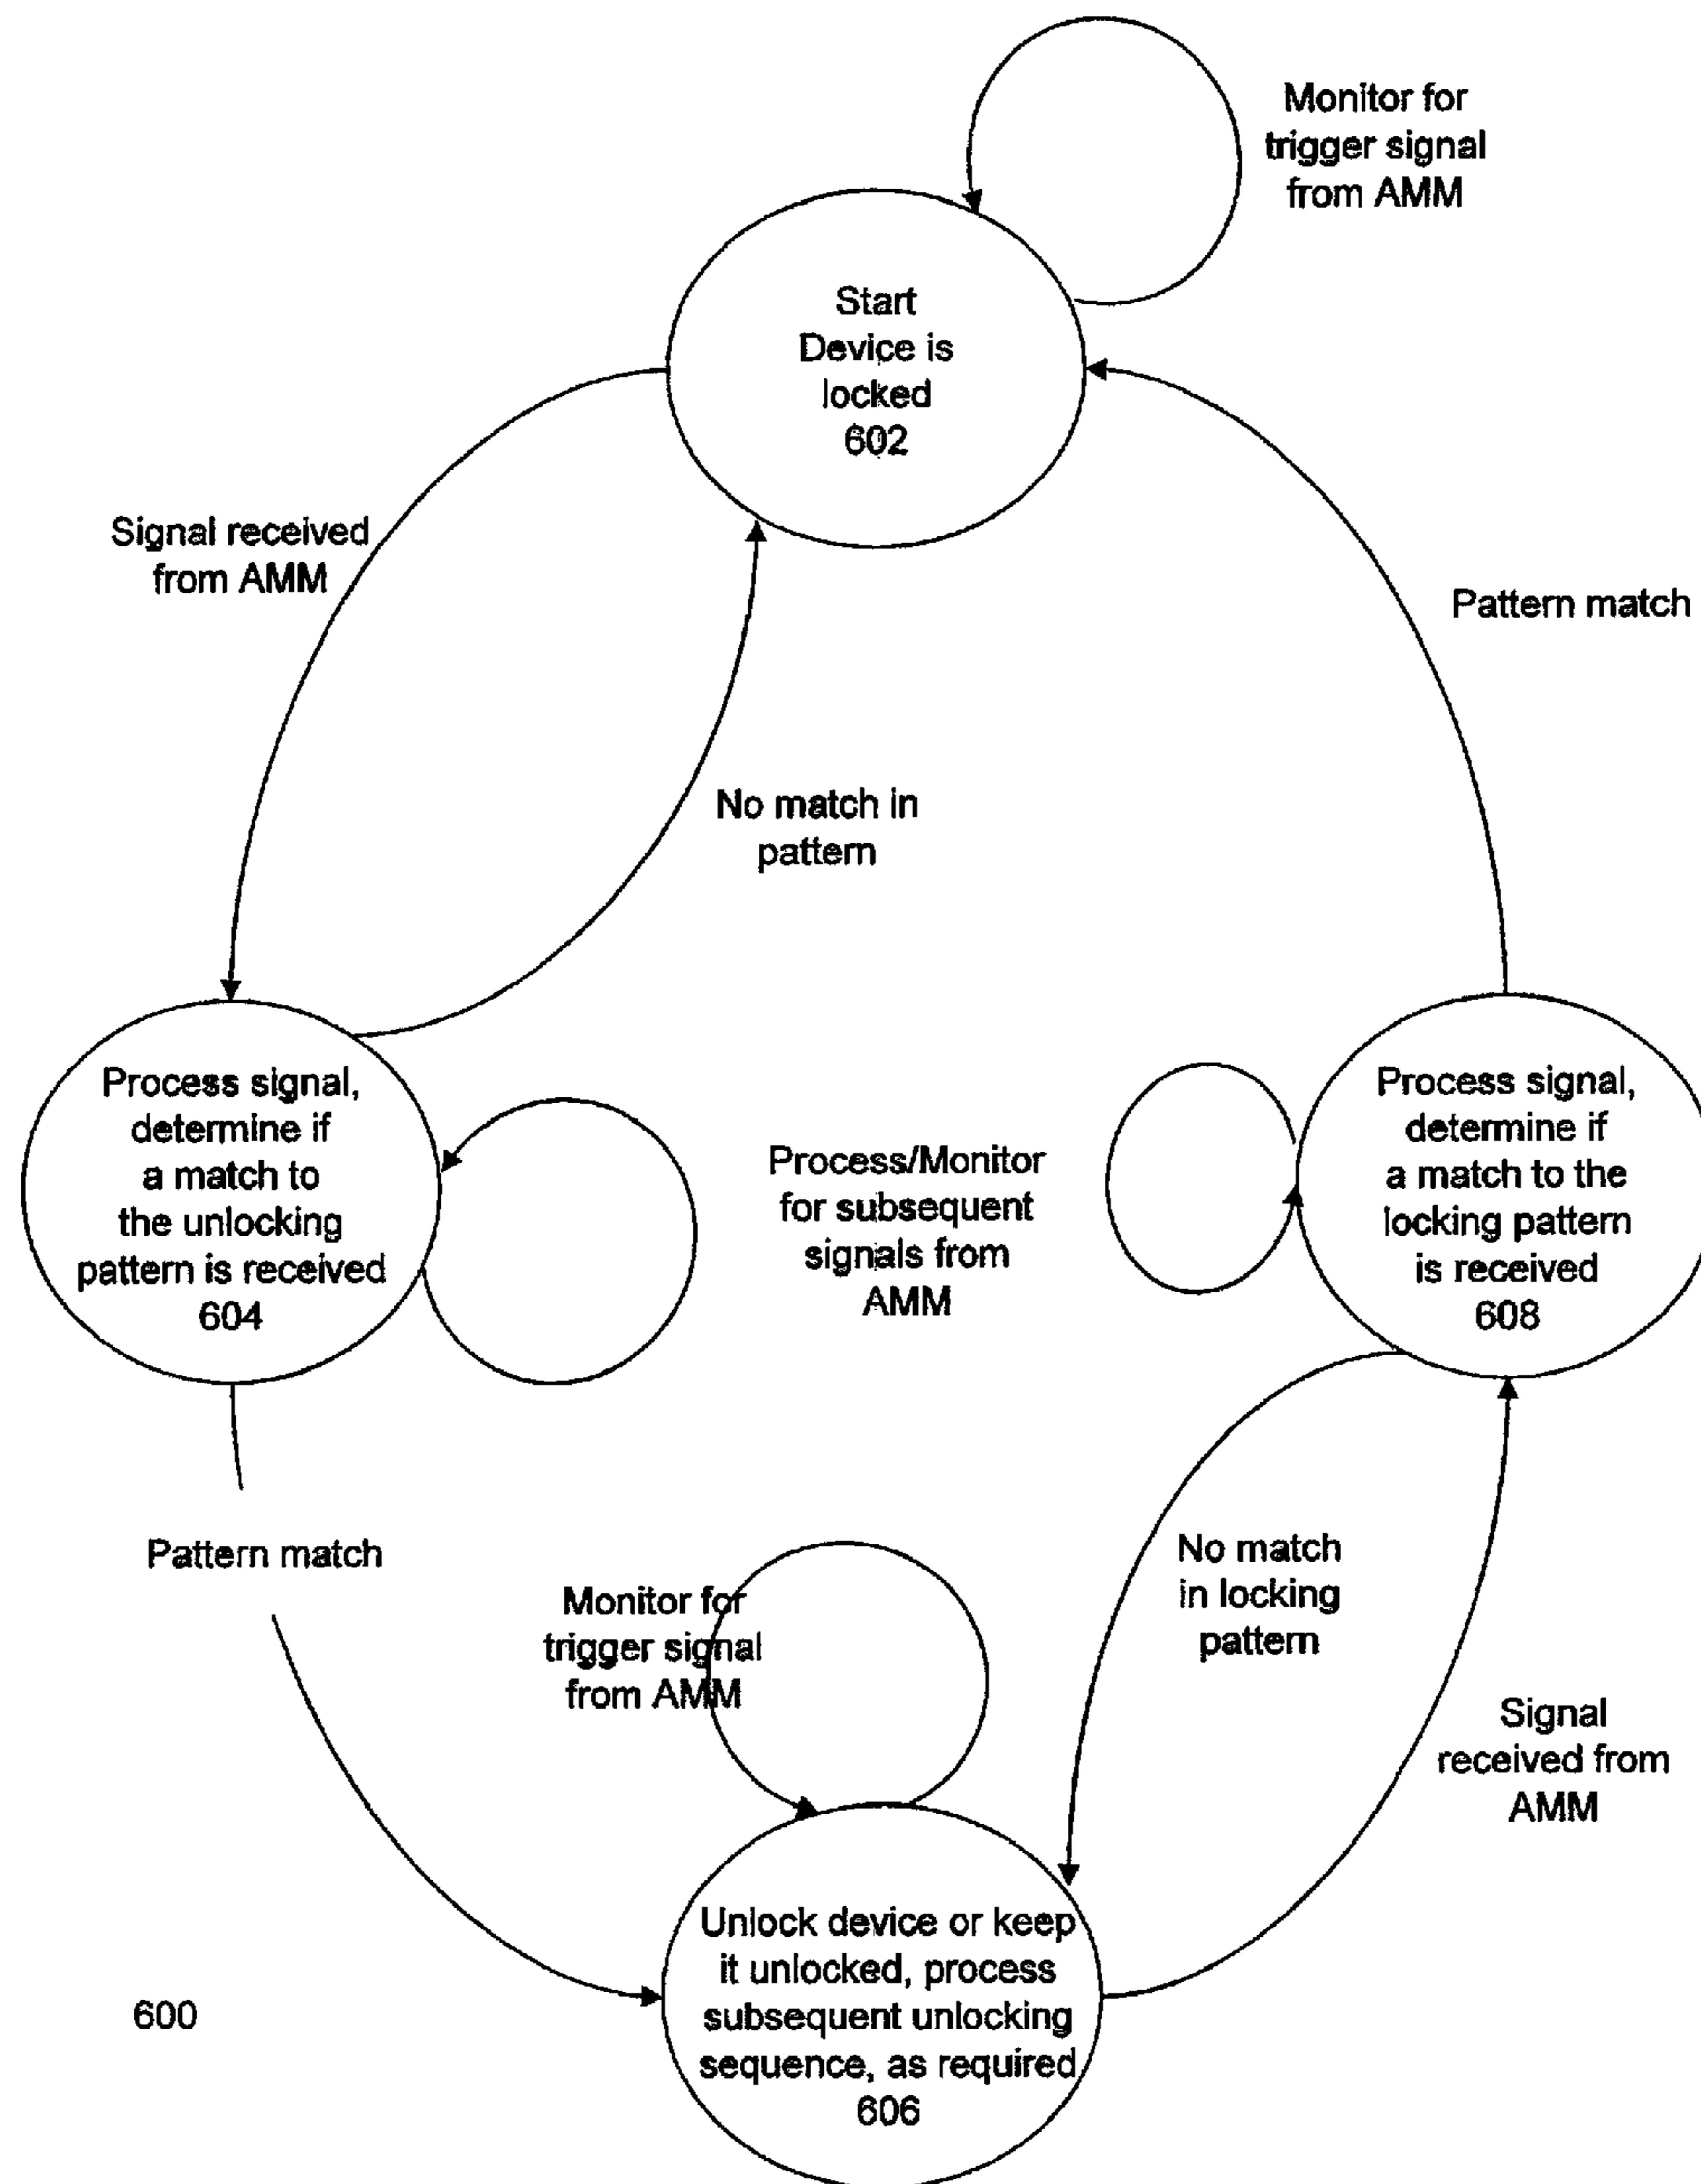 Monitor for
trigger signal
from AMM
Start
Device is
locked
602
Signal received
from AMM
Pattern match
No match in
pattern
Process signal,
determine if
a match to
the unlocking
pattern is received
604
Process/Monitor
for subsequent
signals from
AMM
Process signal,
determine if
a match to the
locking pattern
is received
608
Pattern match
Monitor for
trigger signal
from AMM
No match
in locking
pattern
Signal
received from
AMM
Unlock device or keep
it unlocked, process
subsequent unlocking
sequence, as required
606
600